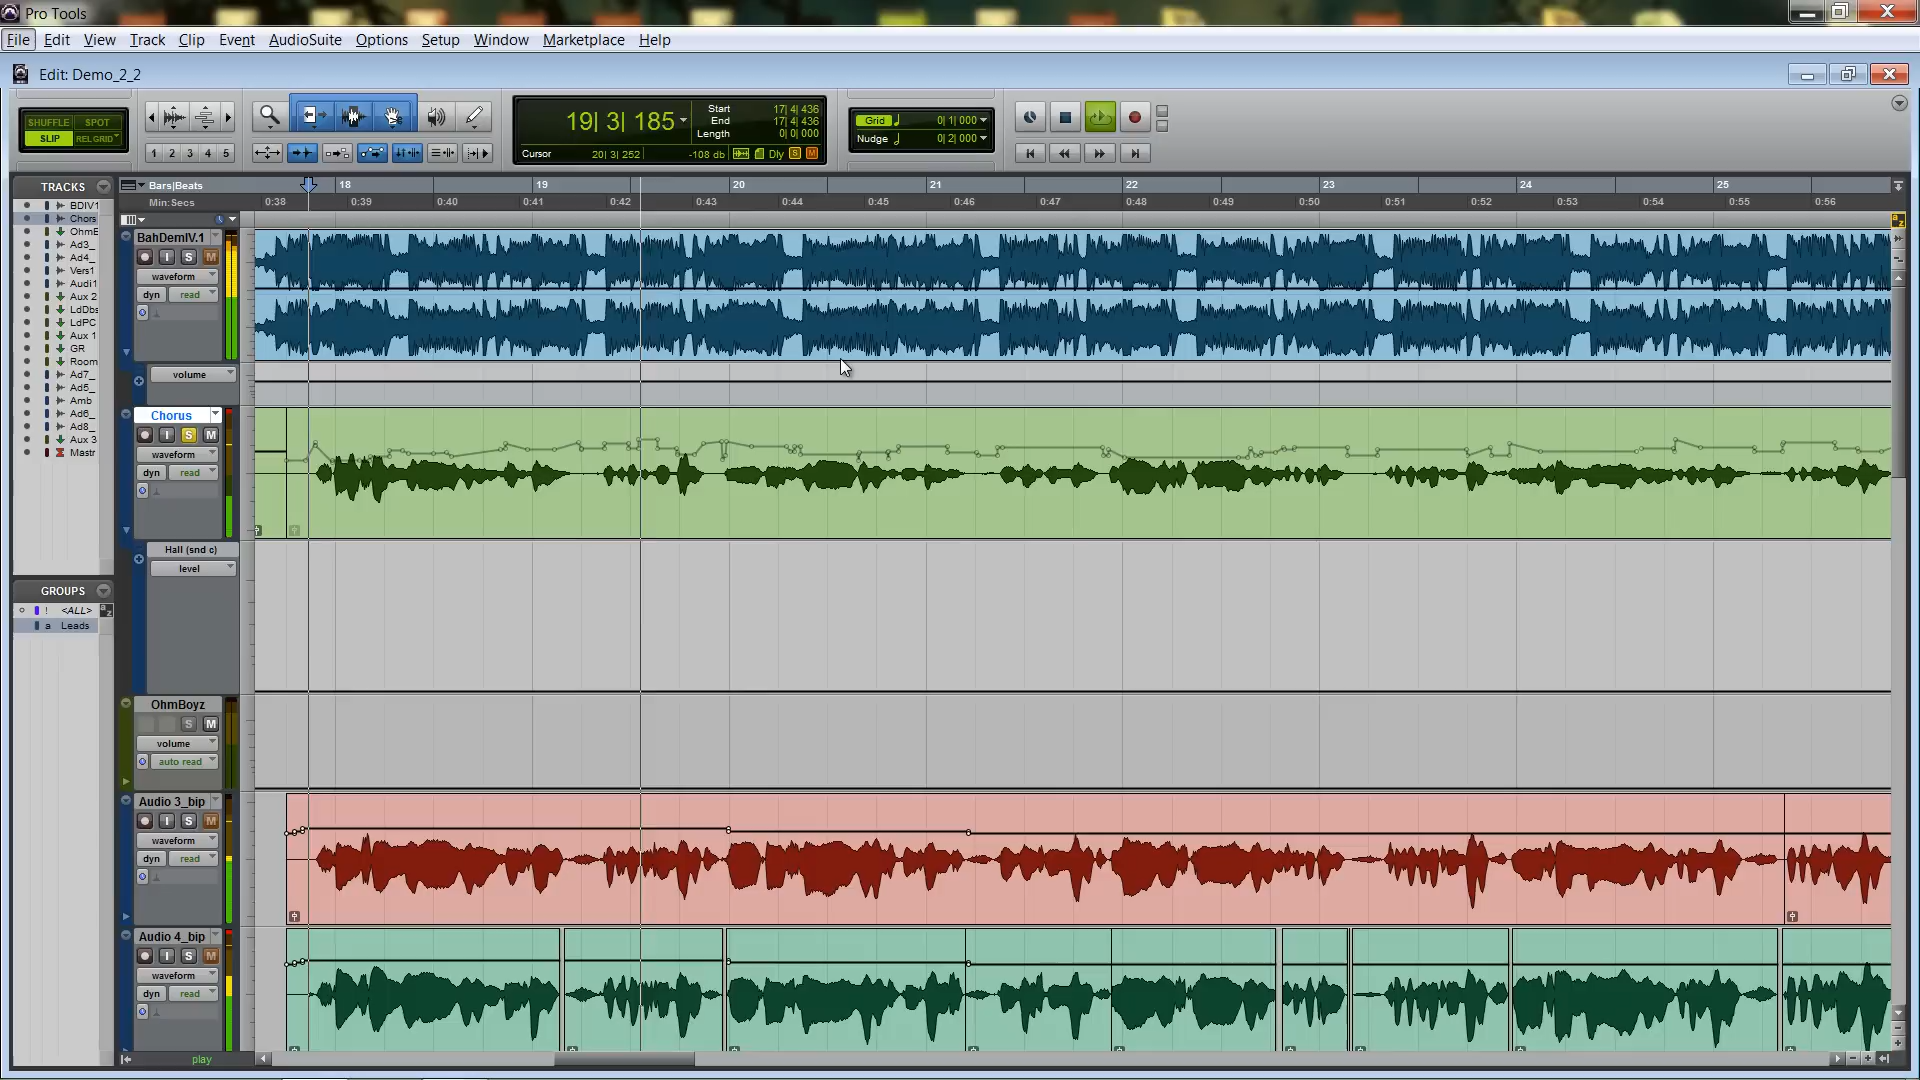 Pro Tools
File Edit View Track Clip Event AudioSuite Options Setup Window Marketplace Help
Edit: Demo_2_2
SHUFFLE SPOT
SLIP REL GRID
1 2 3 4 5
19| 3| 185
Start 17| 4| 436
End 17| 4| 436
Length 0| 0| 000
Cursor 20| 3| 252 -108 db Dly S M
Grid 0| 1| 000
Nudge 0| 2| 000
TRACKS
Bars|Beats 18 19 20 21 22 23 24 25
Min:Secs 0:38 0:39 0:40 0:41 0:42 0:43 0:44 0:45 0:46 0:47 0:48 0:49 0:50 0:51 0:52 0:53 0:54 0:55 0:56
BDIV1
Chors
OhmB
Ad3_
Ad4_
Vers1
Audi1
Aux 2
LdDbs
LdPC
Aux 1
GR
Room
Ad7_
Ad5_
Amb
Ad6_
Ad8_
Aux 3
Mastr
GROUPS
! <ALL>
a Leads
a z
BahDemIV.1
I S M
waveform
dyn read
volume
Chorus
I S M
waveform
dyn read
Hall (snd c)
level
OhmBoyz
S M
volume
auto read
Audio 3_bip
I S M
waveform
dyn read
Audio 4_bip
I S M
waveform
dyn read
play